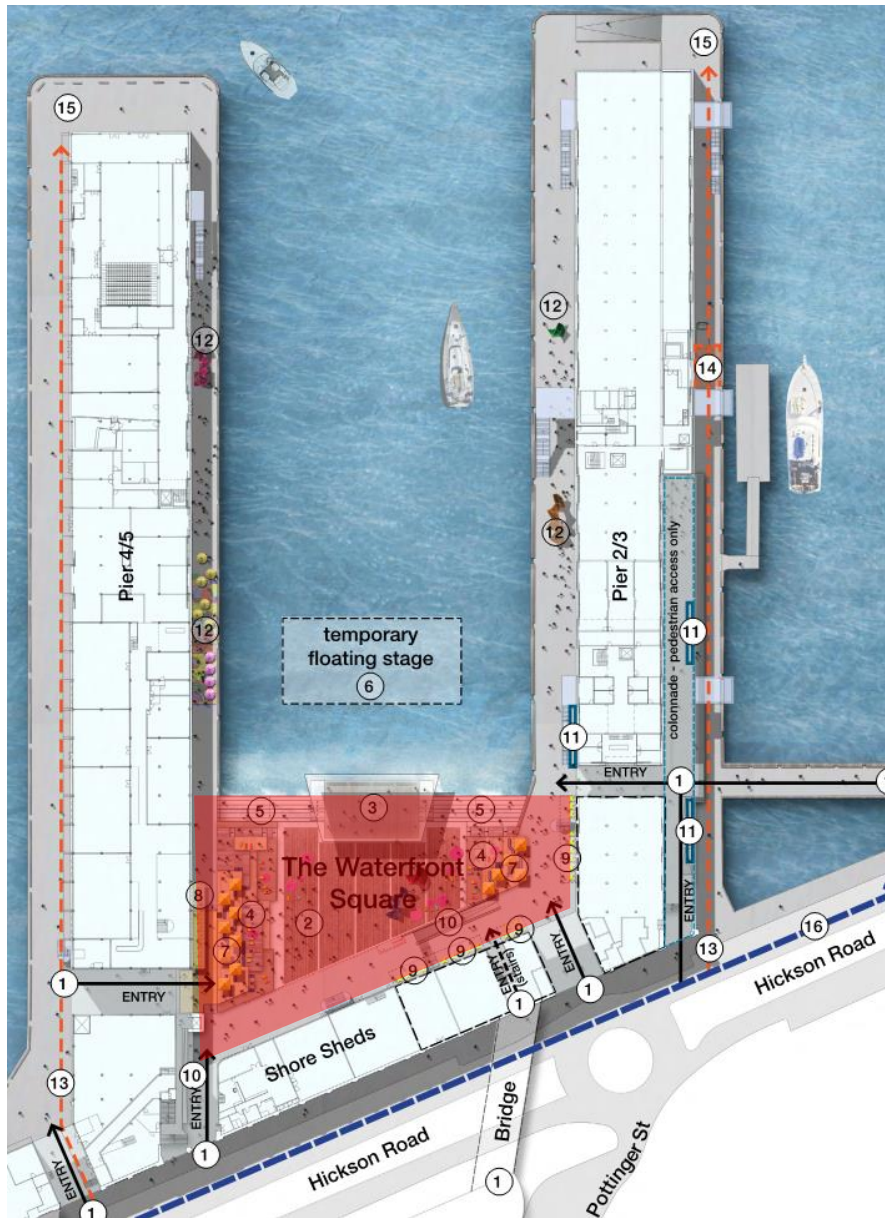 15
15
12
12
14
Pier 4/5
Pier 2/3
12
colonnade - pedestrian access only
12
11
temporary
floating stage
6
11
ENTRY
1
5
3
5
11
The Waterfront
Square
4
7
9
8
4
2
10
7
9
9
9
ENTRY
13
16
Hickson Road
1
ENTRY
ENTRY
(stairs)
ENTRY
1
1
Shore Sheds
13
10
ENTRY
Hickson Road
Bridge
Pottinger St
ENTRY
1
1
1